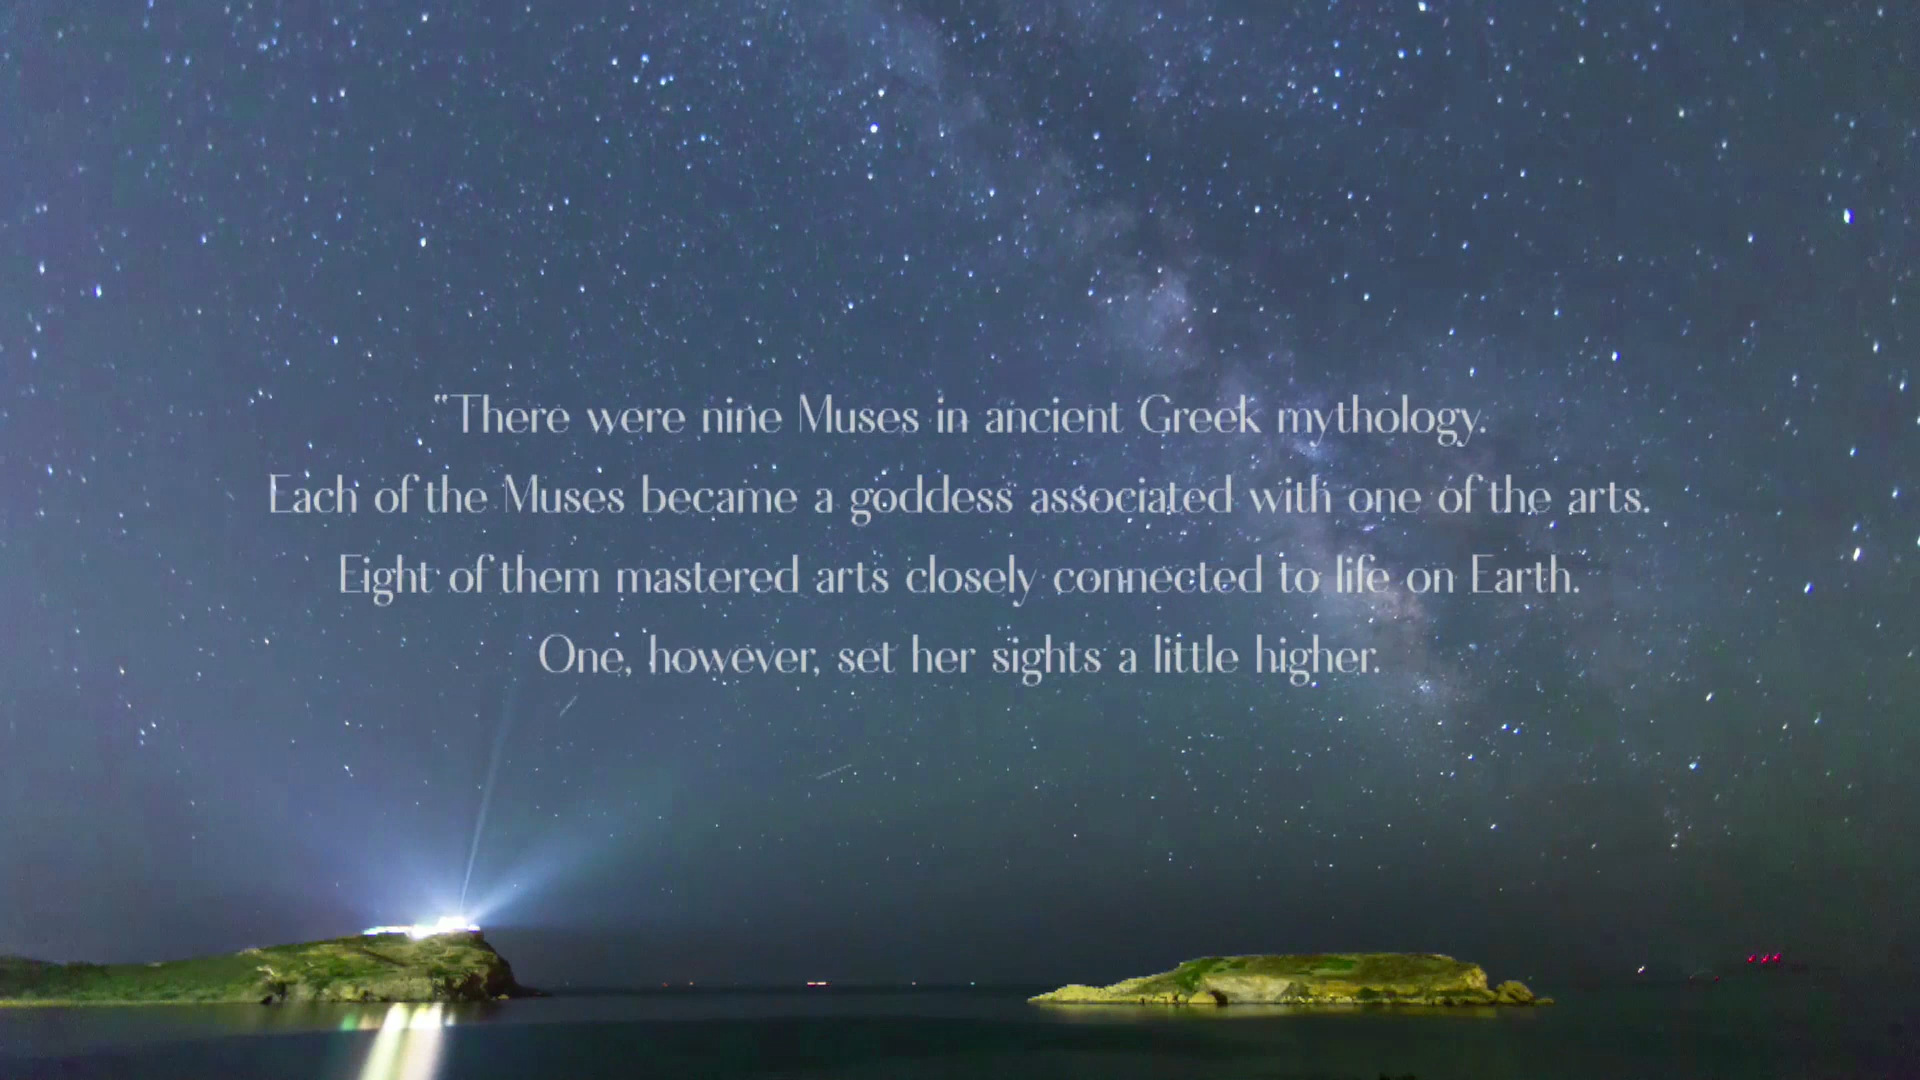 "There were nine Muses in ancient Greek mythology.
Each of the Muses became a goddess associated with one of the arts.
Eight of them mastered arts closely connected to life on Earth.
One, however, set her sights a little higher.